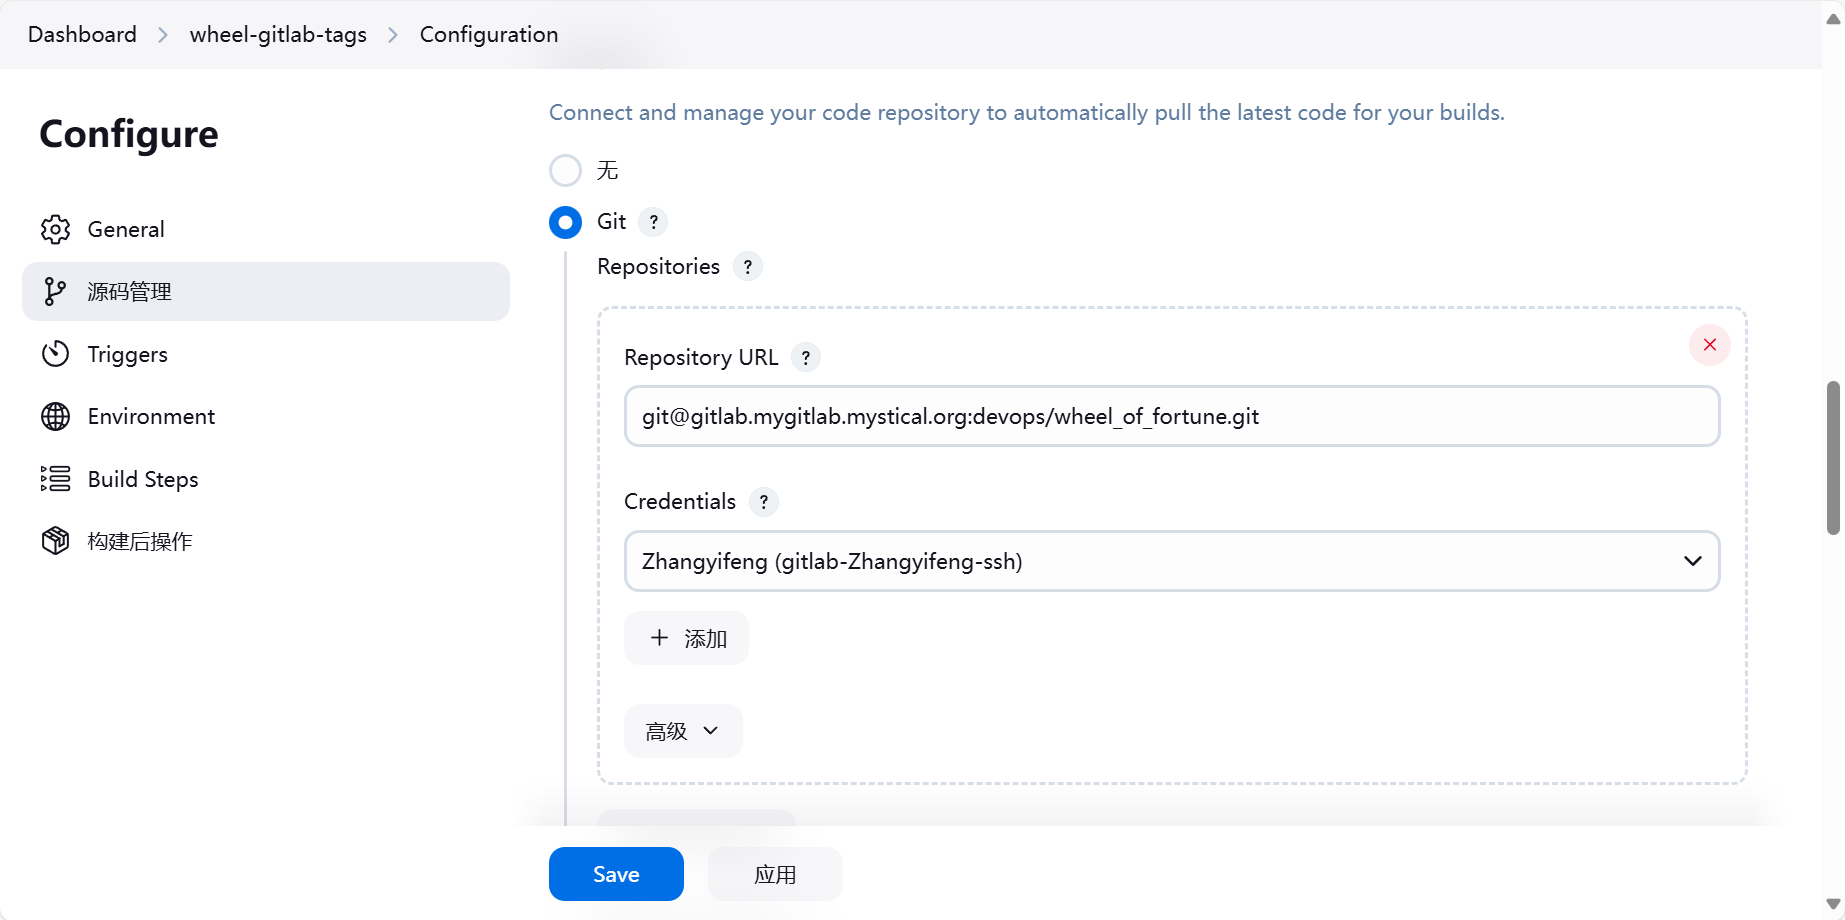 Dashboard > wheel-gitlab-tags > Configuration
Configure
General
源码管理
Triggers
Environment
Build Steps
构建后操作
Connect and manage your code repository to automatically pull the latest code for your builds.
无
Git ?
Repositories ?
Repository URL ?
git@gitlab.mygitlab.mystical.org:devops/wheel_of_fortune.git
Credentials ?
Zhangyifeng (gitlab-Zhangyifeng-ssh)
+ 添加
高级
Save
应用